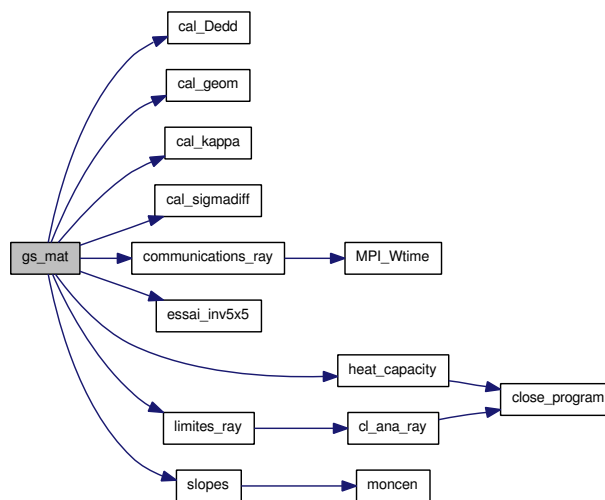 cal_Dedd
cal_geom
cal_kappa
cal_sigmadiff
gs_mat
communications_ray
MPI_Wtime
essai_inv5x5
heat_capacity
close_program
limites_ray
cl_ana_ray
slopes
moncen